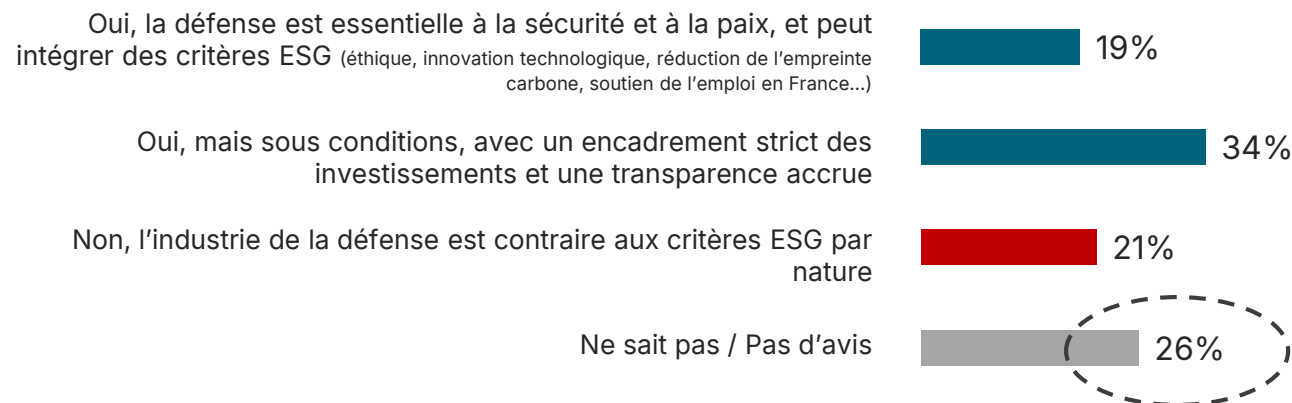 Oui, la défense est essentielle à la sécurité et à la paix, et peut
intégrer des critères ESG (éthique, innovation technologique, réduction de l’empreinte
carbone, soutien de l’emploi en France…)
19%
Oui, mais sous conditions, avec un encadrement strict des
investissements et une transparence accrue
34%
Non, l’industrie de la défense est contraire aux critères ESG par
nature
21%
Ne sait pas / Pas d’avis
26%